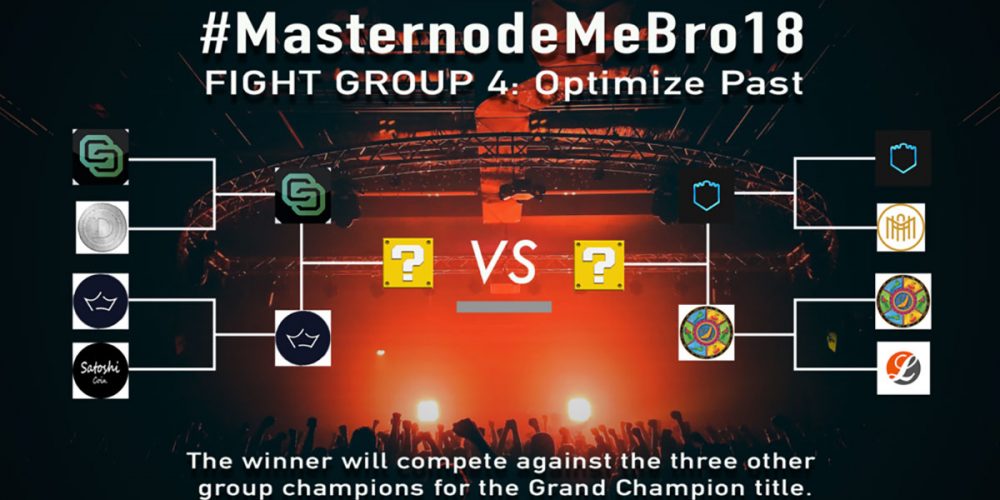 #MasternodeMeBro18
FIGHT GROUP 4: Optimize Past
D
Satoshi
Coin
? VS ?
The winner will compete against the three other
group champions for the Grand Champion title.